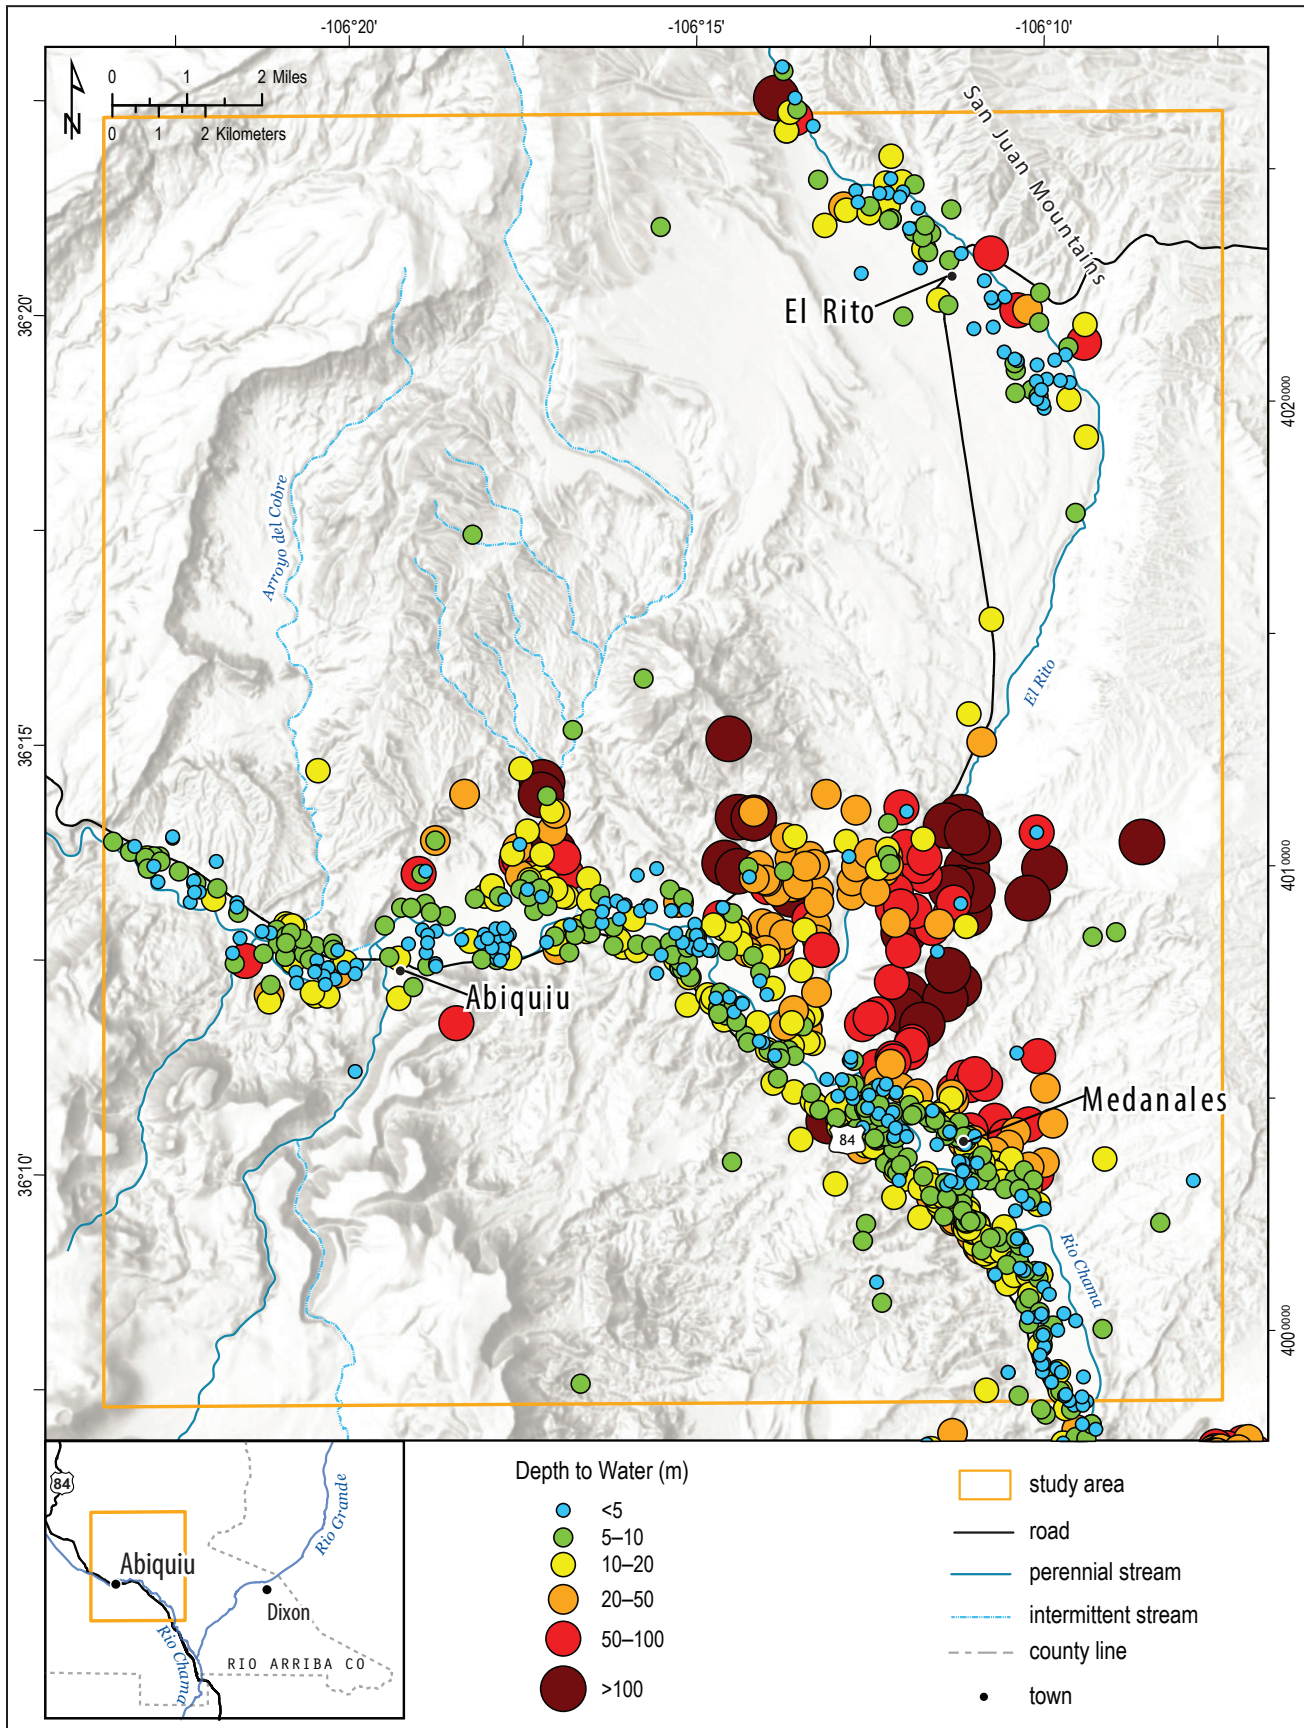 -106°20'
-106°15'
-106°10'
0 1 2 Miles
0 1 2 Kilometers
N
San Juan Mountains
El Rito
36°20'
4020000
Arroyo del Cobre
El Rito
36°15'
4010000
Abiquiu
Medanales
84
36°10'
Rio Chama
4000000
84
Rio Grande
Abiquiu
Dixon
Rio Chama
RIO ARRIBA CO
Depth to Water (m)
<5
5–10
10–20
20–50
50–100
>100
study area
road
perennial stream
intermittent stream
county line
town